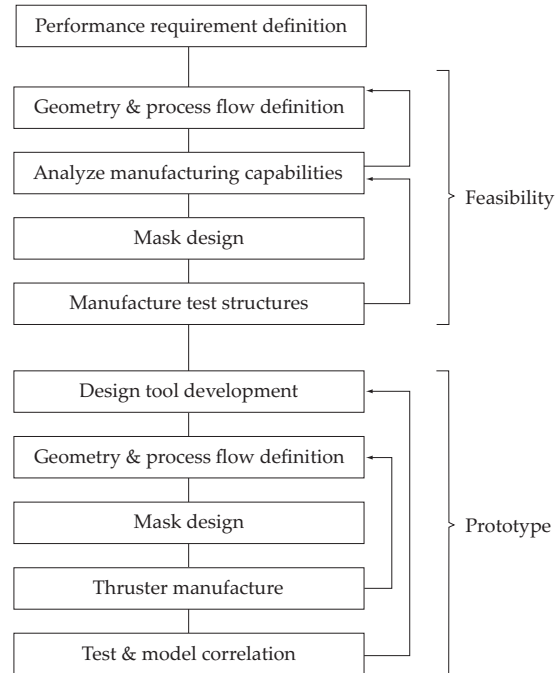 Performance requirement definition
Geometry & process flow definition
Analyze manufacturing capabilities
Mask design
Manufacture test structures
Feasibility
Design tool development
Geometry & process flow definition
Mask design
Thruster manufacture
Test & model correlation
Prototype